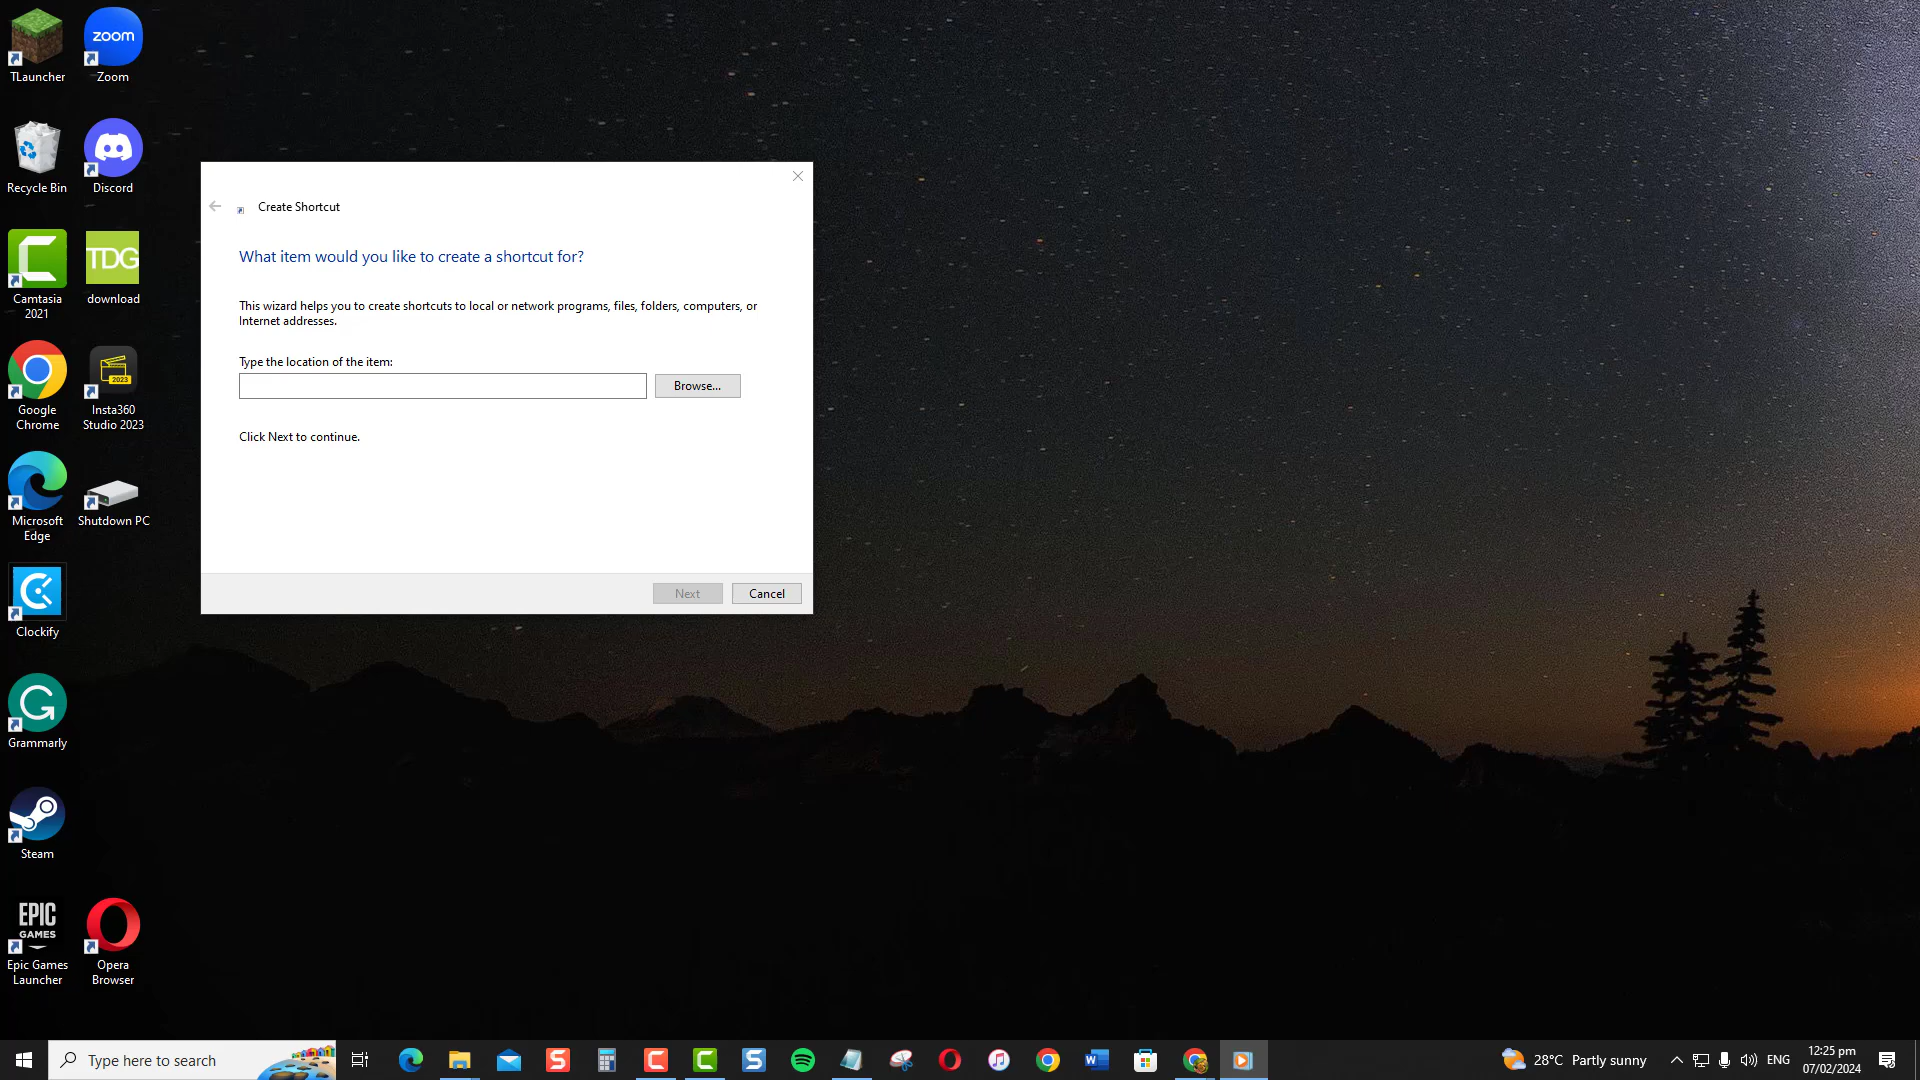 TLauncher
zoom
Zoom
Recycle Bin
Discord
Camtasia
2021
TDG
download
Google
Chrome
2023
Insta360
Studio 2023
Microsoft
Edge
Shutdown PC
Clockify
Grammarly
Steam
EPIC
GAMES
Epic Games
Launcher
Opera
Browser
Create Shortcut
What item would you like to create a shortcut for?
This wizard helps you to create shortcuts to local or network programs, files, folders, computers, or
Internet addresses.
Type the location of the item:
Browse...
Click Next to continue.
Next
Cancel
Type here to search
28°C Partly sunny
ENG
12:25 pm
07/02/2024